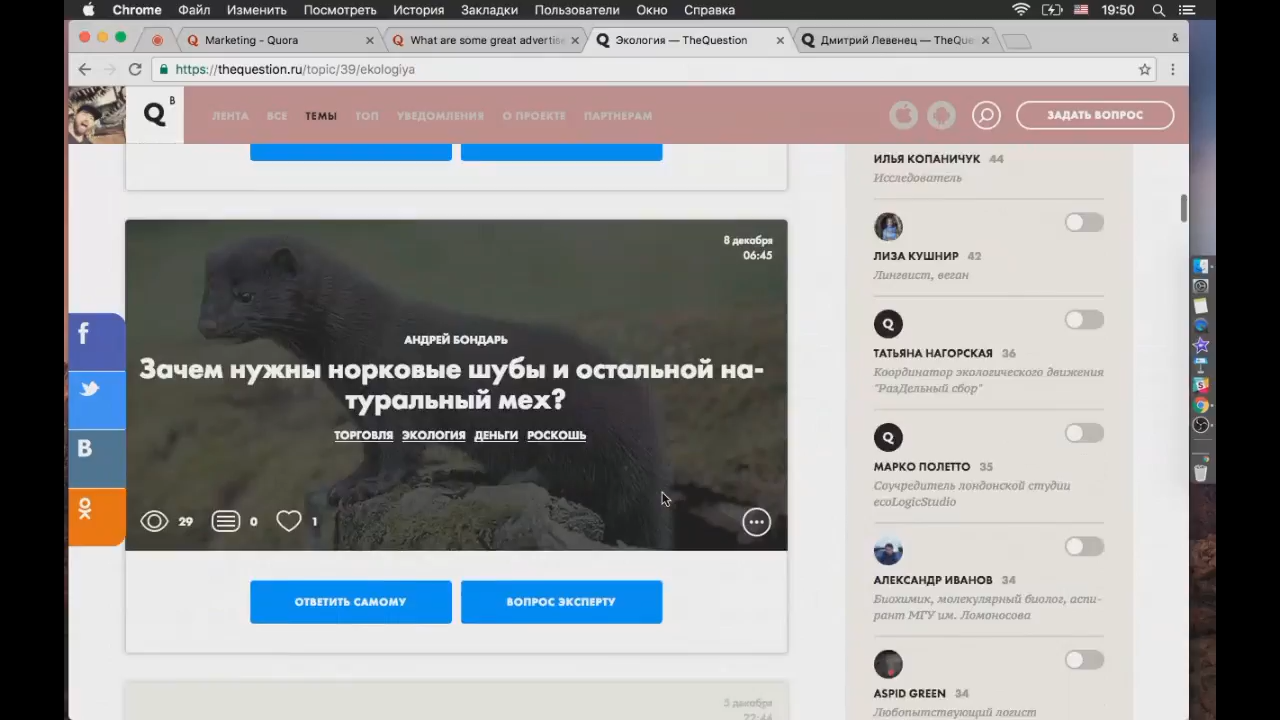 Chrome Файл Изменить Просмотреть История Закладки Пользователи Окно Справка 19:50
Marketing - Quora
What are some great advertise
Экология — TheQuestion
Дмитрий Левенец — TheQue
&
https://thequestion.ru/topic/39/ekologiya
Q B
ЛЕНТА ВСЕ ТЕМЫ ТОП УВЕДОМЛЕНИЯ О ПРОЕКТЕ ПАРТНЕРАМ
ЗАДАТЬ ВОПРОС
8 декабря
06:45
АНДРЕЙ БОНДАРЬ
Зачем нужны норковые шубы и остальной на-
туральный мех?
ТОРГОВЛЯ ЭКОЛОГИЯ ДЕНЬГИ РОСКОШЬ
29 0 1
ОТВЕТИТЬ САМОМУ
ВОПРОС ЭКСПЕРТУ
5 декабря
22:44
ИЛЬЯ КОПАНИЧУК 44
Исследователь
ЛИЗА КУШНИР 42
Лингвист, веган
Q
ТАТЬЯНА НАГОРСКАЯ 36
Координатор экологического движения
"РазДельный сбор"
Q
МАРКО ПОЛЕТТО 35
Соучредитель лондонской студии
ecoLogicStudio
АЛЕКСАНДР ИВАНОВ 34
Биохимик, молекулярный биолог, аспи-
рант МГУ им. Ломоносова
ASPID GREEN 34
Любопытствующий логист